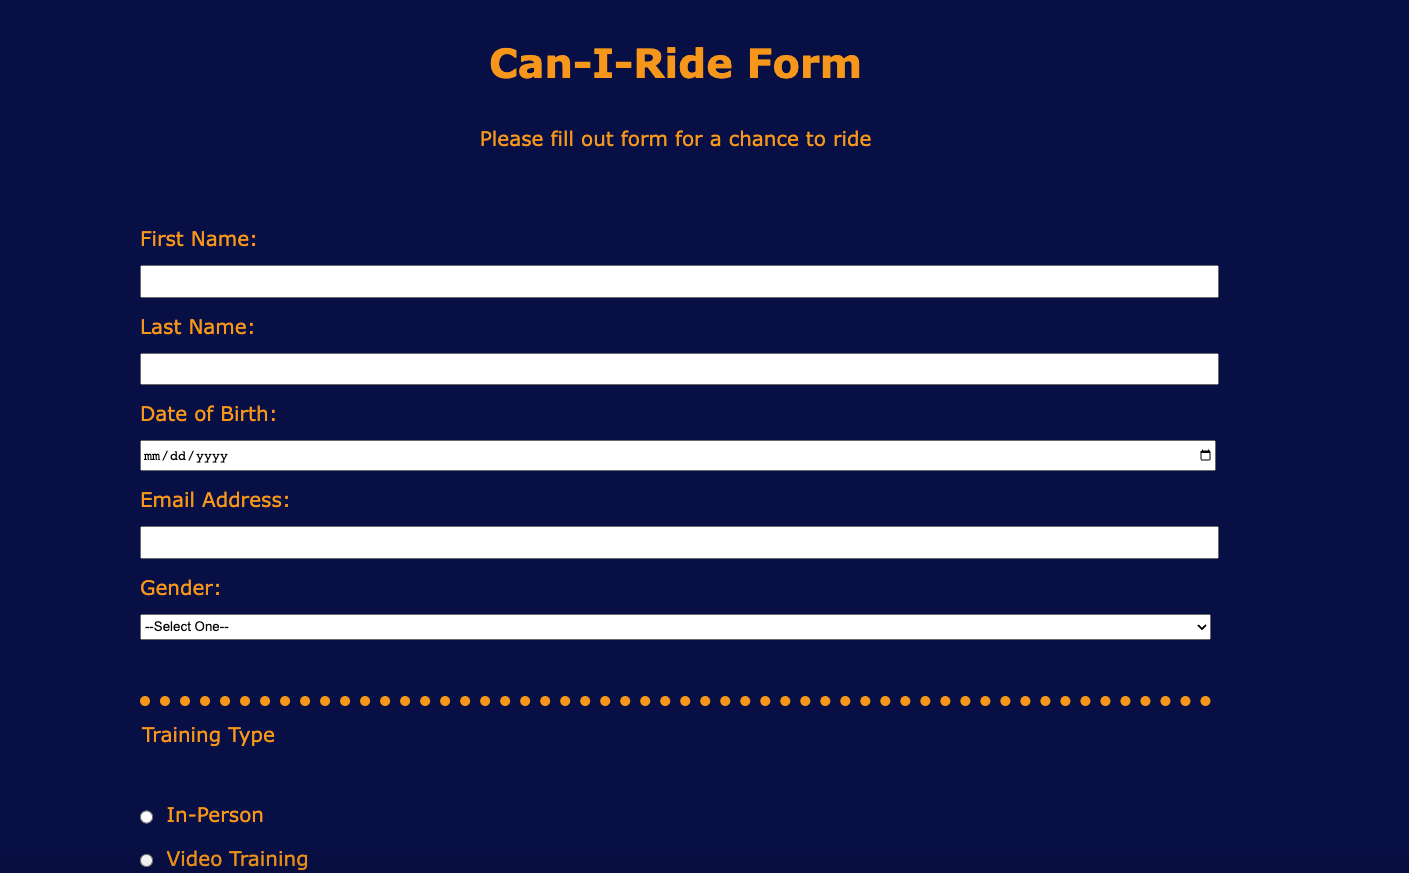 Can-I-Ride Form
Please fill out form for a chance to ride
First Name:
Last Name:
Date of Birth:
mm/dd/yyyy
Email Address:
Gender:
--Select One--
Training Type
In-Person
Video Training